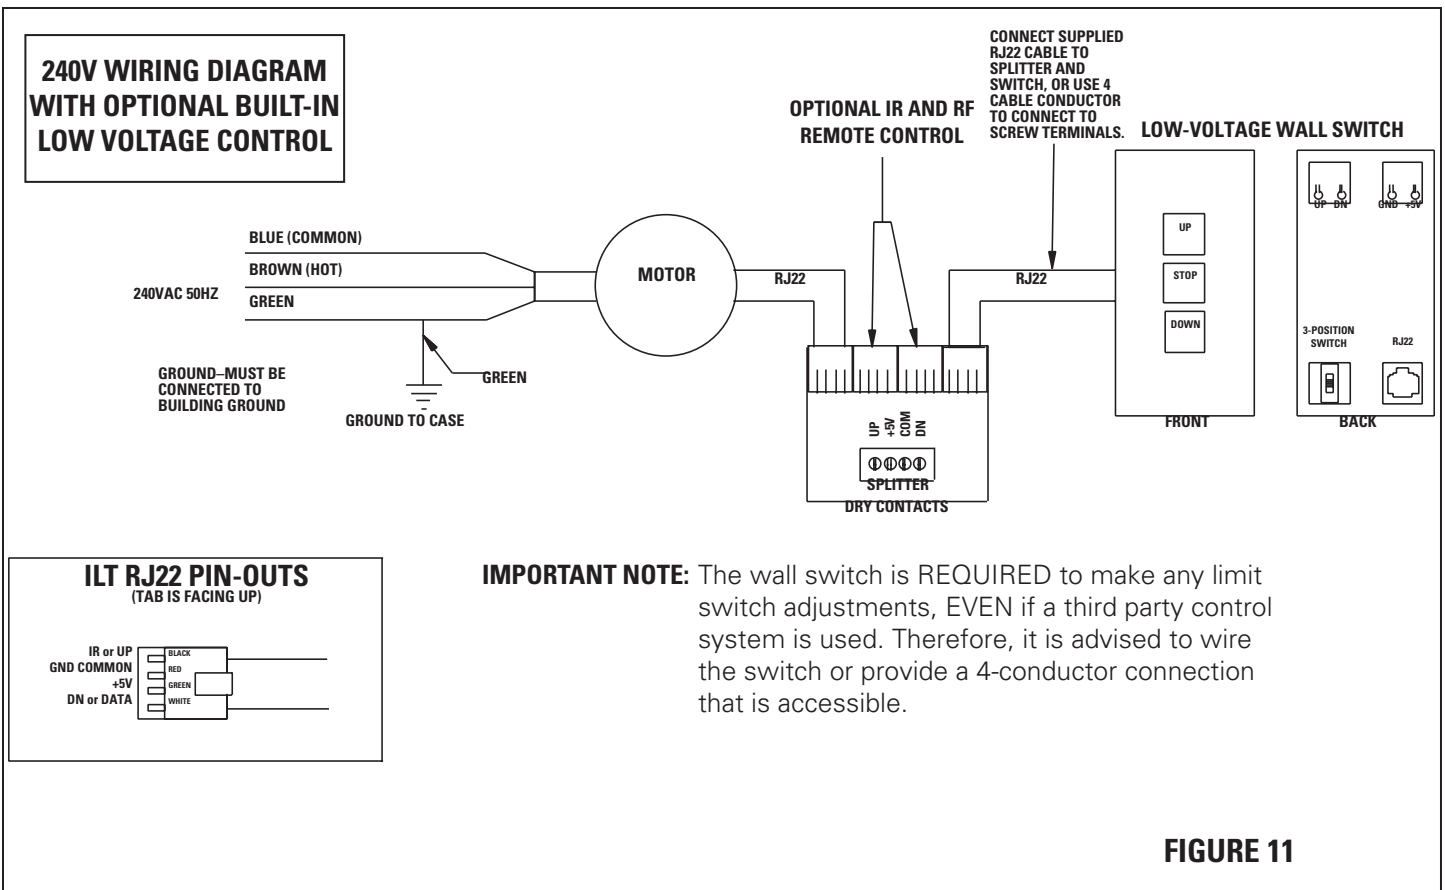 240V WIRING DIAGRAM
WITH OPTIONAL BUILT-IN
LOW VOLTAGE CONTROL
CONNECT SUPPLIED
RJ22 CABLE TO
SPLITTER AND
SWITCH, OR USE 4
CABLE CONDUCTOR
TO CONNECT TO
SCREW TERMINALS.
OPTIONAL IR AND RF
REMOTE CONTROL
LOW-VOLTAGE WALL SWITCH
BLUE (COMMON)
BROWN (HOT)
240VAC 50HZ
GREEN
GROUND–MUST BE
CONNECTED TO
BUILDING GROUND
GREEN
GROUND TO CASE
MOTOR
RJ22
RJ22
UP
+5V
COM
DN
SPLITTER
DRY CONTACTS
UP
STOP
DOWN
FRONT
UP DN
GND +5V
3-POSITION
SWITCH
RJ22
BACK
ILT RJ22 PIN-OUTS
(TAB IS FACING UP)
IR or UP BLACK
GND COMMON RED
+5V GREEN
DN or DATA WHITE
IMPORTANT NOTE: The wall switch is REQUIRED to make any limit
switch adjustments, EVEN if a third party control
system is used. Therefore, it is advised to wire
the switch or provide a 4-conductor connection
that is accessible.
FIGURE 11